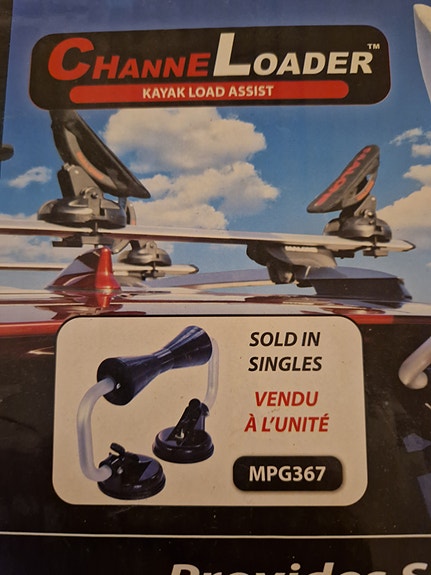 CHANNELOADER™
KAYAK LOAD ASSIST
SOLD IN
SINGLES
VENDU
À L'UNITÉ
MPG367